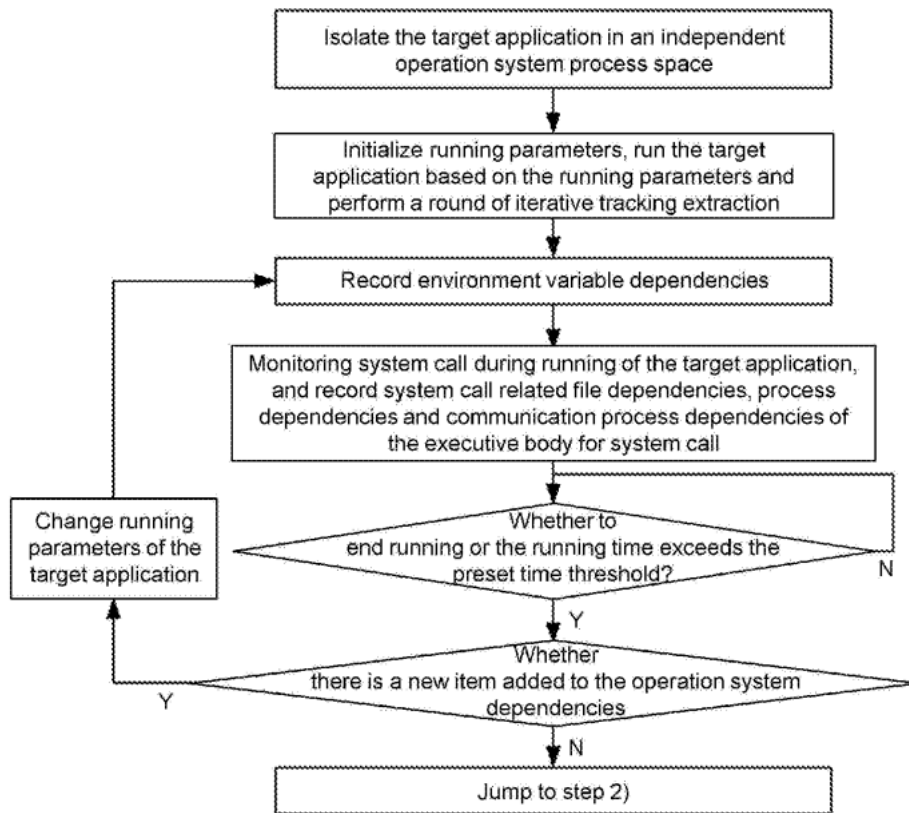 Isolate the target application in an independent
operation system process space
Initialize running parameters, run the target
application based on the running parameters and
perform a round of iterative tracking extraction
Record environment variable dependencies
Monitoring system call during running of the target application,
and record system call related file dependencies, process
dependencies and communication process dependencies of
the executive body for system call
Change running
parameters of the
target application
Whether to
end running or the running time exceeds the
preset time threshold?
N
Y
Whether
there is a new item added to the operation system
dependencies
Y
N
Jump to step 2)